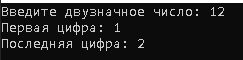 Введите двузначное число: 12
Первая цифра: 1
Последняя цифра: 2